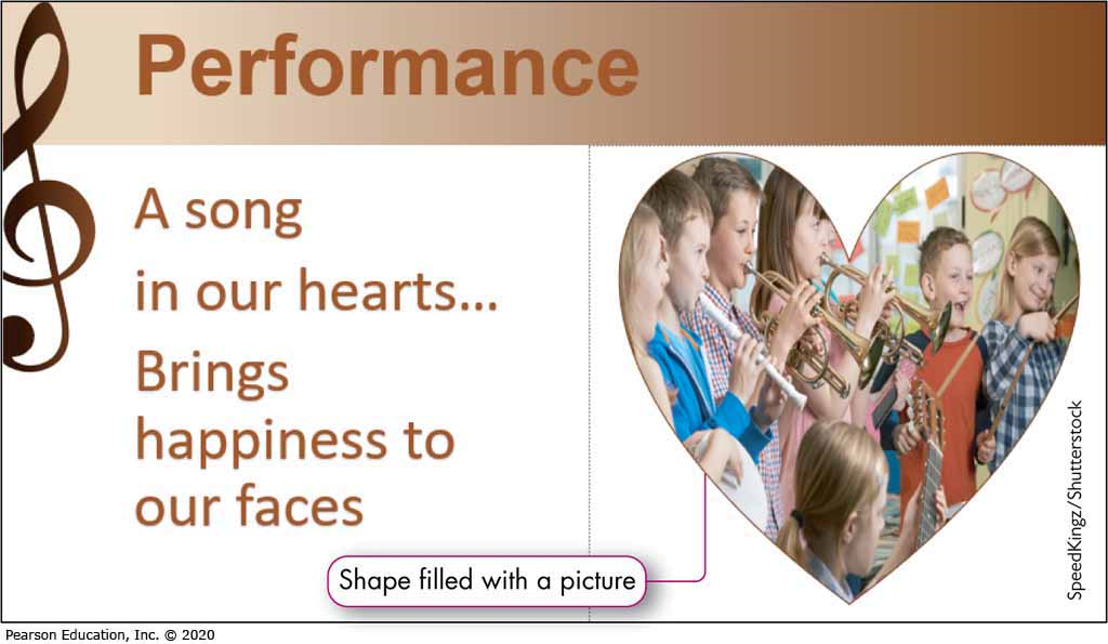 Performance
A song
in our hearts...
Brings
happiness to
our faces
Shape filled with a picture
SpeedKingz/Shutterstock
Pearson Education, Inc. © 2020